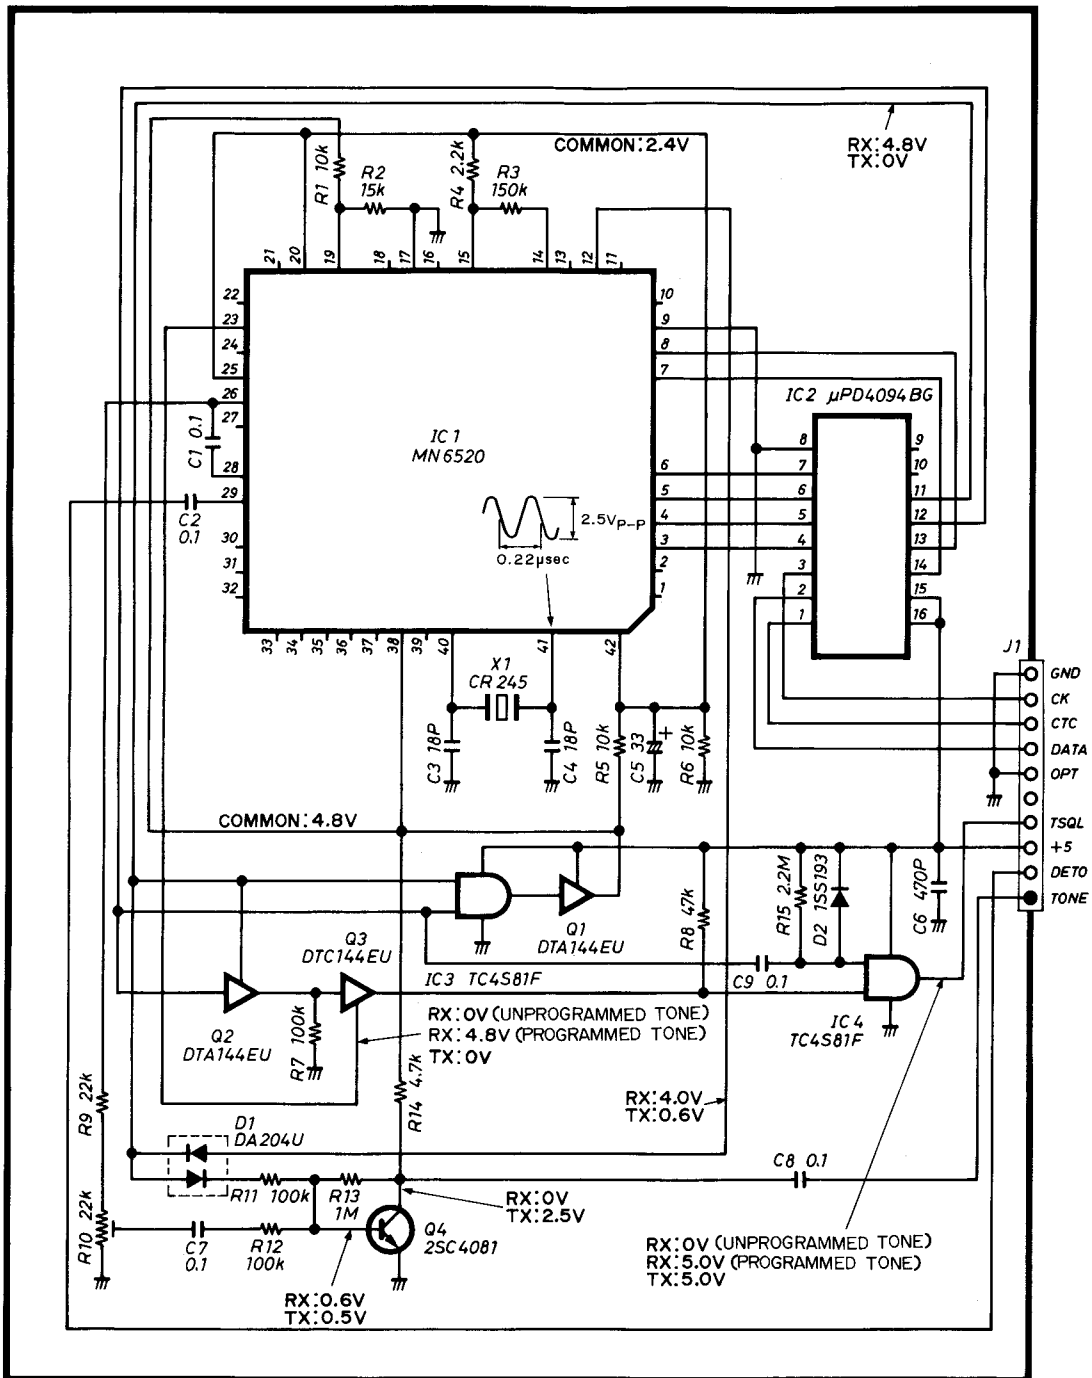 RX:4.8V
TX:0V
COMMON:2.4V
R1 10k
R2
15k
R4 2.2k
R3
150k
21
20
19
18
17
16
15
14
13
12
11
22
23
24
25
26
27
28
29
30
31
32
10
9
8
7
6
5
4
3
2
1
IC1
MN6520
2.5VP-P
0.22µsec
C1 0.1
C2
0.1
33
34
35
36
37
38
39
40
41
42
IC2 µPD4094BG
8
7
6
5
4
3
2
1
9
10
11
12
13
14
15
16
X1
CR245
C3 18P
C4 18P
R5 10k
C5 33
+
R6 10k
J1
GND
CK
CTC
DATA
OPT
TSQL
+5
DETO
TONE
COMMON:4.8V
Q1
DTA144EU
R8 47k
R15 2.2M
D2 1SS193
C6 470P
Q3
DTC144EU
IC3 TC4S81F
C9 0.1
Q2
DTA144EU
R7 100k
RX:0V (UNPROGRAMMED TONE)
RX:4.8V (PROGRAMMED TONE)
TX:0V
IC4
TC4S81F
R14 4.7k
RX:4.0V
TX:0.6V
R9 22k
D1
DA204U
R11 100k
R13
1M
C8 0.1
RX:0V
TX:2.5V
R10 22k
C7
0.1
R12
100k
Q4
2SC4081
RX:0.6V
TX:0.5V
RX:0V (UNPROGRAMMED TONE)
RX:5.0V (PROGRAMMED TONE)
TX:5.0V